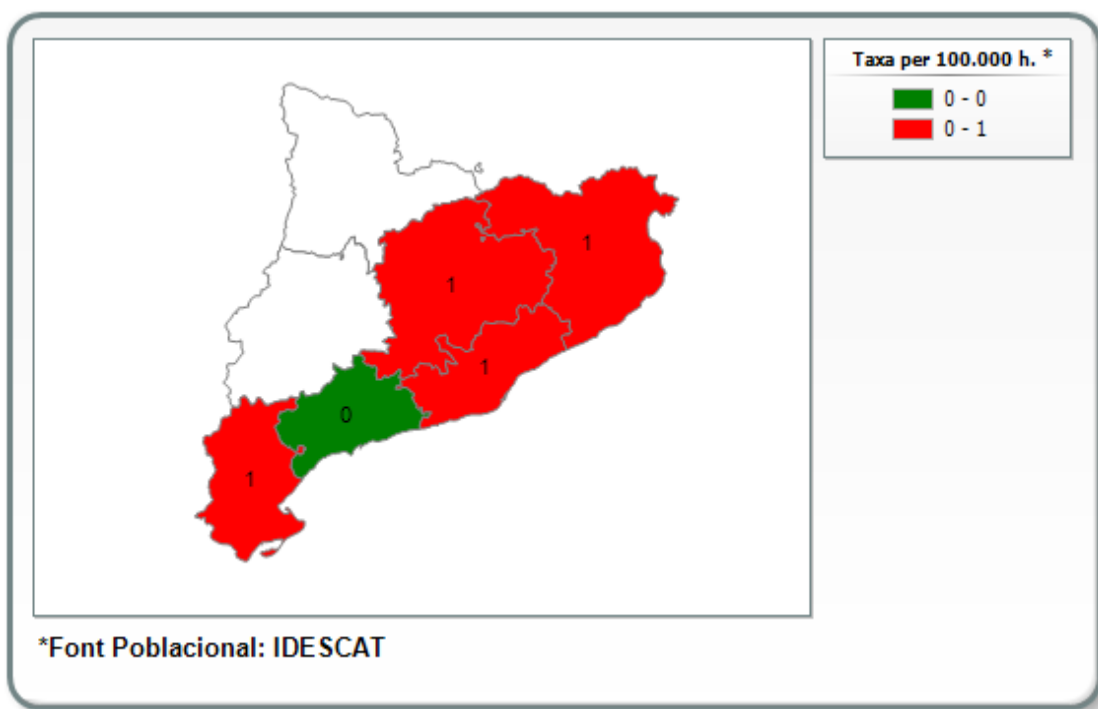 Taxa per 100.000 h. *
0 - 0
0 - 1
1
1
1
0
1
*Font Poblacional: IDESCAT